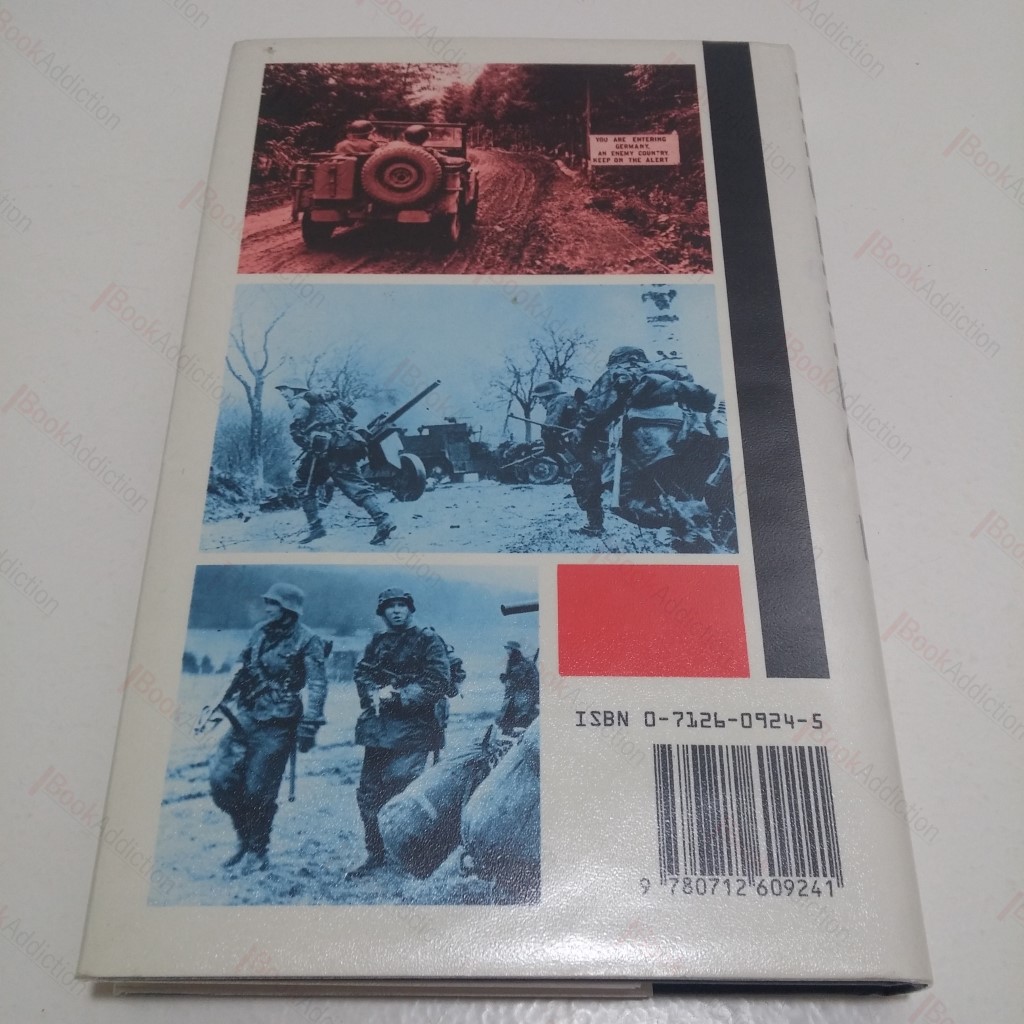 YOU ARE ENTERING
GERMANY,
AN ENEMY COUNTRY.
KEEP ON THE ALERT
ISBN 0-7126-0924-5
9 780712 609241
BookAddiction